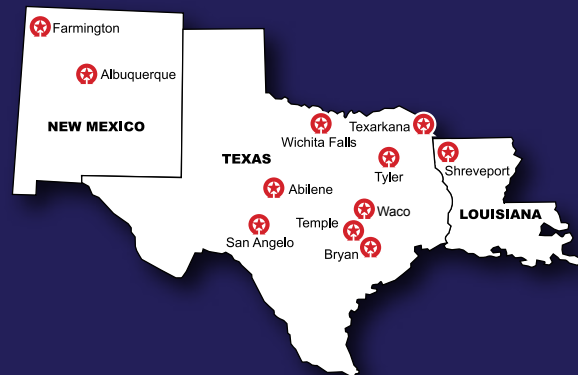 Farmington
Albuquerque
NEW MEXICO
Texarkana
Wichita Falls
TEXAS
Tyler
Shreveport
Abilene
Waco
LOUISIANA
Temple
San Angelo
Bryan